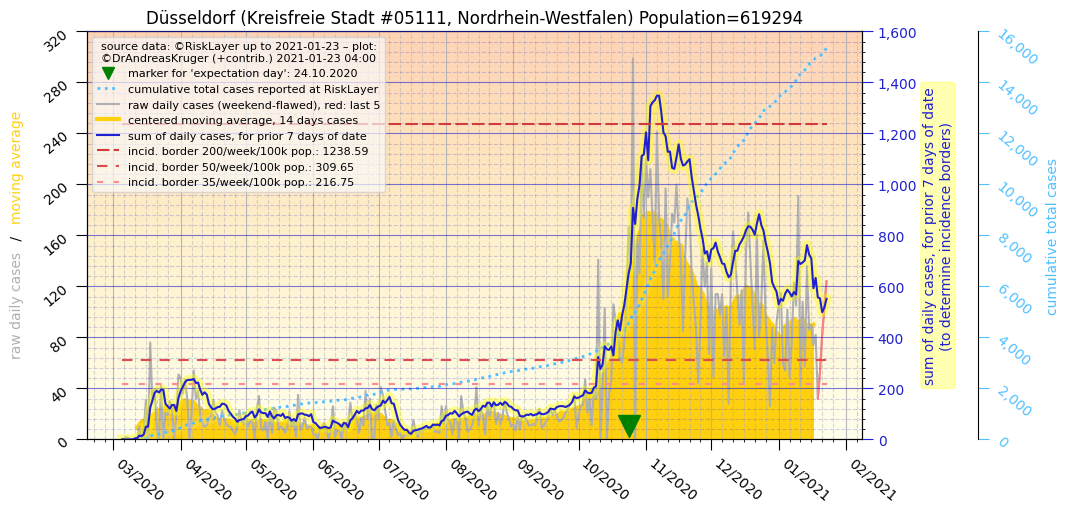 Düsseldorf (Kreisfreie Stadt #05111, Nordrhein-Westfalen) Population=619294
source data: ©RiskLayer up to 2021-01-23 – plot:
©DrAndreasKruger (+contrib.) 2021-01-23 04:00
marker for 'expectation day': 24.10.2020
cumulative total cases reported at RiskLayer
raw daily cases (weekend-flawed), red: last 5
centered moving average, 14 days cases
sum of daily cases, for prior 7 days of date
incid. border 200/week/100k pop.: 1238.59
incid. border 50/week/100k pop.: 309.65
incid. border 35/week/100k pop.: 216.75
raw daily cases / moving average
320
280
240
200
160
120
80
40
0
03/2020
04/2020
05/2020
06/2020
07/2020
08/2020
09/2020
10/2020
11/2020
12/2020
01/2021
02/2021
1,600
1,400
1,200
1,000
800
600
400
200
0
sum of daily cases, for prior 7 days of date
(to determine incidence borders)
16,000
14,000
12,000
10,000
8,000
6,000
4,000
2,000
0
cumulative total cases